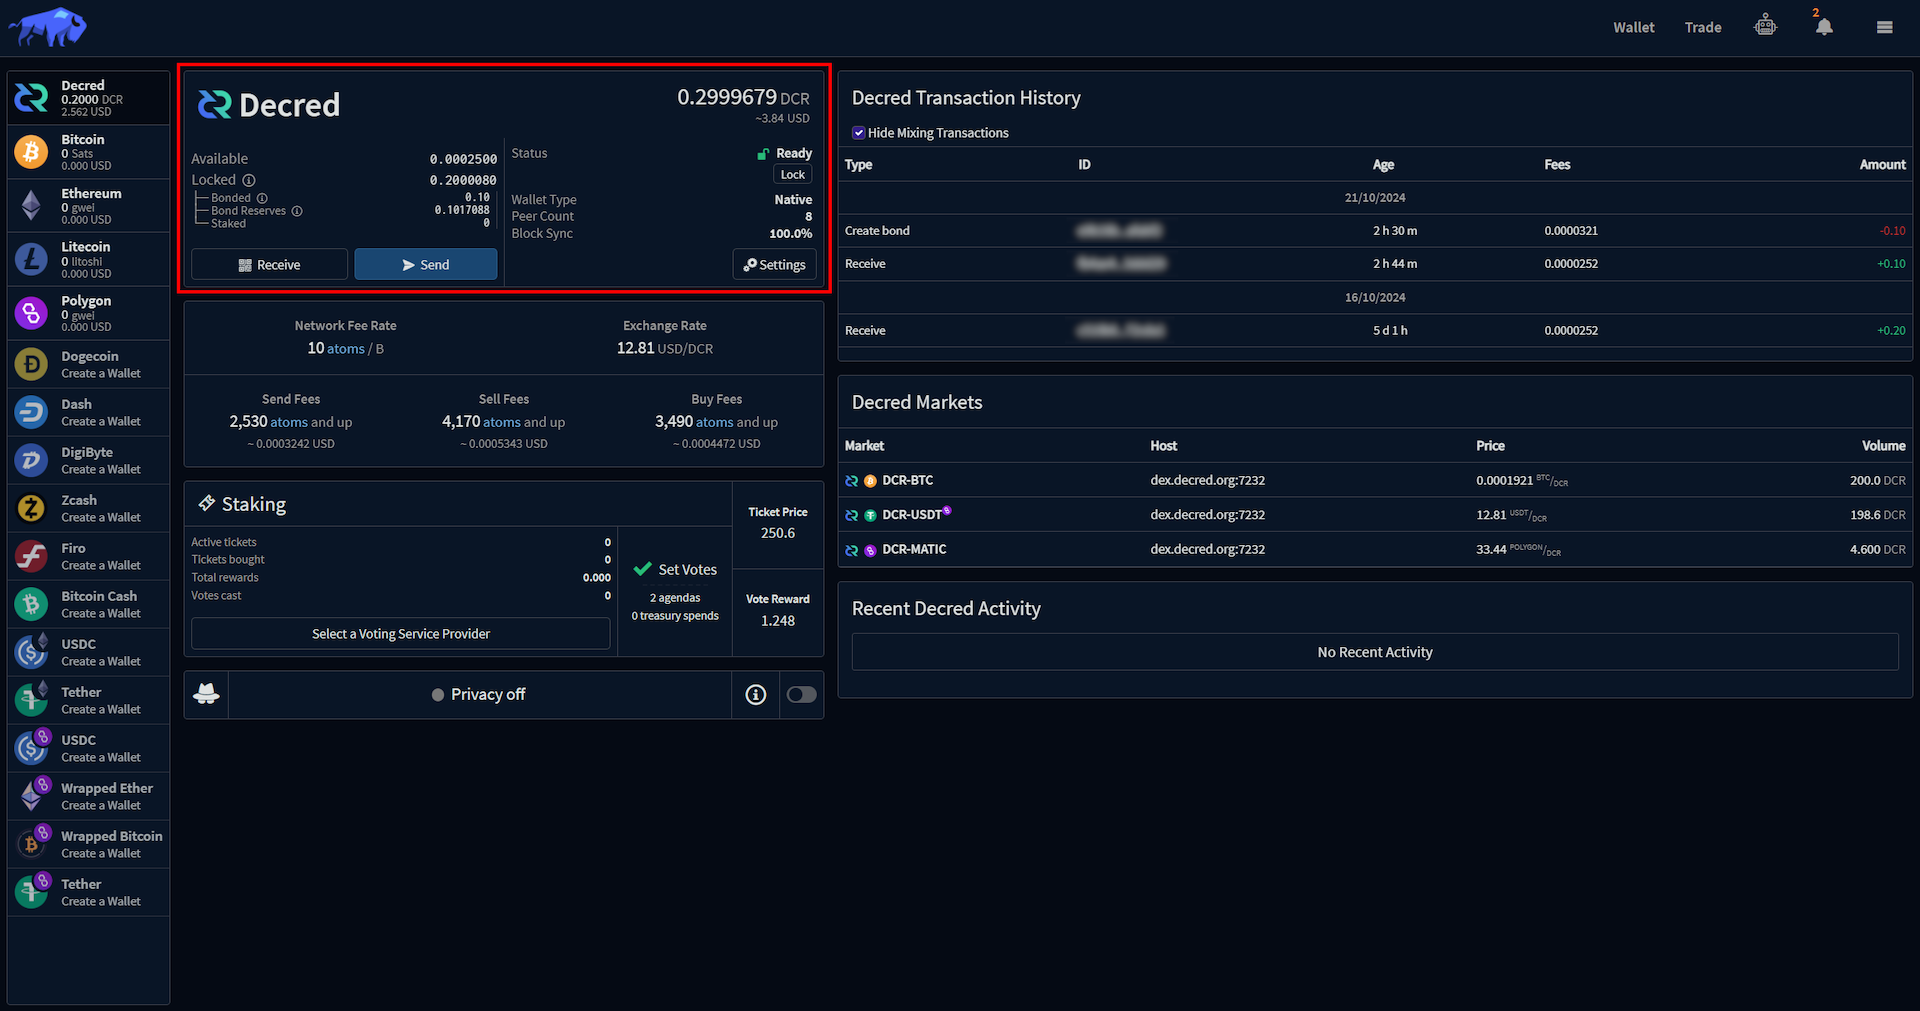 Wallet
Trade
2
Decred
0.2000 DCR
2.562 USD
Bitcoin
0 Sats
0.000 USD
Ethereum
0 gwei
0.000 USD
Litecoin
0 litoshi
0.000 USD
Polygon
0 gwei
0.000 USD
Dogecoin
Create a Wallet
Dash
Create a Wallet
DigiByte
Create a Wallet
Zcash
Create a Wallet
Firo
Create a Wallet
Bitcoin Cash
Create a Wallet
USDC
Create a Wallet
Tether
Create a Wallet
USDC
Create a Wallet
Wrapped Ether
Create a Wallet
Wrapped Bitcoin
Create a Wallet
Tether
Create a Wallet
Decred
0.2999679 DCR
~3.84 USD
Available 0.0002500
Locked 0.2000080
Bonded 0.10
Bond Reserves 0.1017088
Staked 0
Receive
Send
Status Ready
Lock
Wallet Type Native
Peer Count 8
Block Sync 100.0%
Settings
Network Fee Rate
10 atoms / B
Exchange Rate
12.81 USD/DCR
Send Fees
2,530 atoms and up
~ 0.0003242 USD
Sell Fees
4,170 atoms and up
~ 0.0005343 USD
Buy Fees
3,490 atoms and up
~ 0.0004472 USD
Staking
Active tickets 0
Tickets bought 0
Total rewards 0.000
Votes cast 0
Select a Voting Service Provider
Set Votes
2 agendas
0 treasury spends
Ticket Price
250.6
Vote Reward
1.248
Privacy off
Decred Transaction History
Hide Mixing Transactions
Type ID Age Fees Amount
21/10/2024
Create bond 2 h 30 m 0.0000321 -0.10
Receive 2 h 44 m 0.0000252 +0.10
16/10/2024
Receive 5 d 1 h 0.0000252 +0.20
Decred Markets
Market Host Price Volume
DCR-BTC dex.decred.org:7232 0.0001921 BTC/DCR 200.0 DCR
DCR-USDT dex.decred.org:7232 12.81 USDT/DCR 198.6 DCR
DCR-MATIC dex.decred.org:7232 33.44 POLYGON/DCR 4.600 DCR
Recent Decred Activity
No Recent Activity